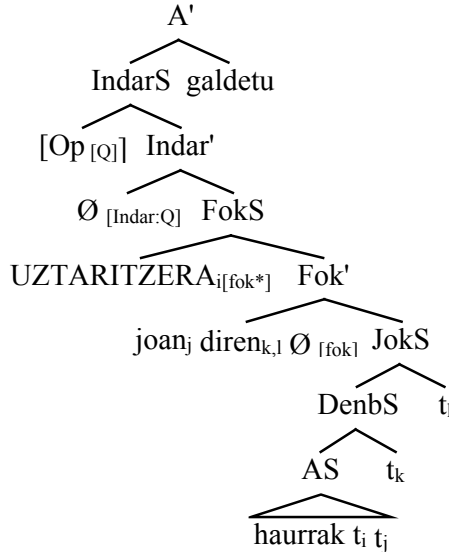 A'
IndarS galdetu
[Op [Q]] Indar'
Ø [Indar:Q] FokS
UZTARITZERAi[fok*] Fok'
joanj direnk,l Ø [fok] JokS
DenbS tl
AS tk
haurrak ti tj